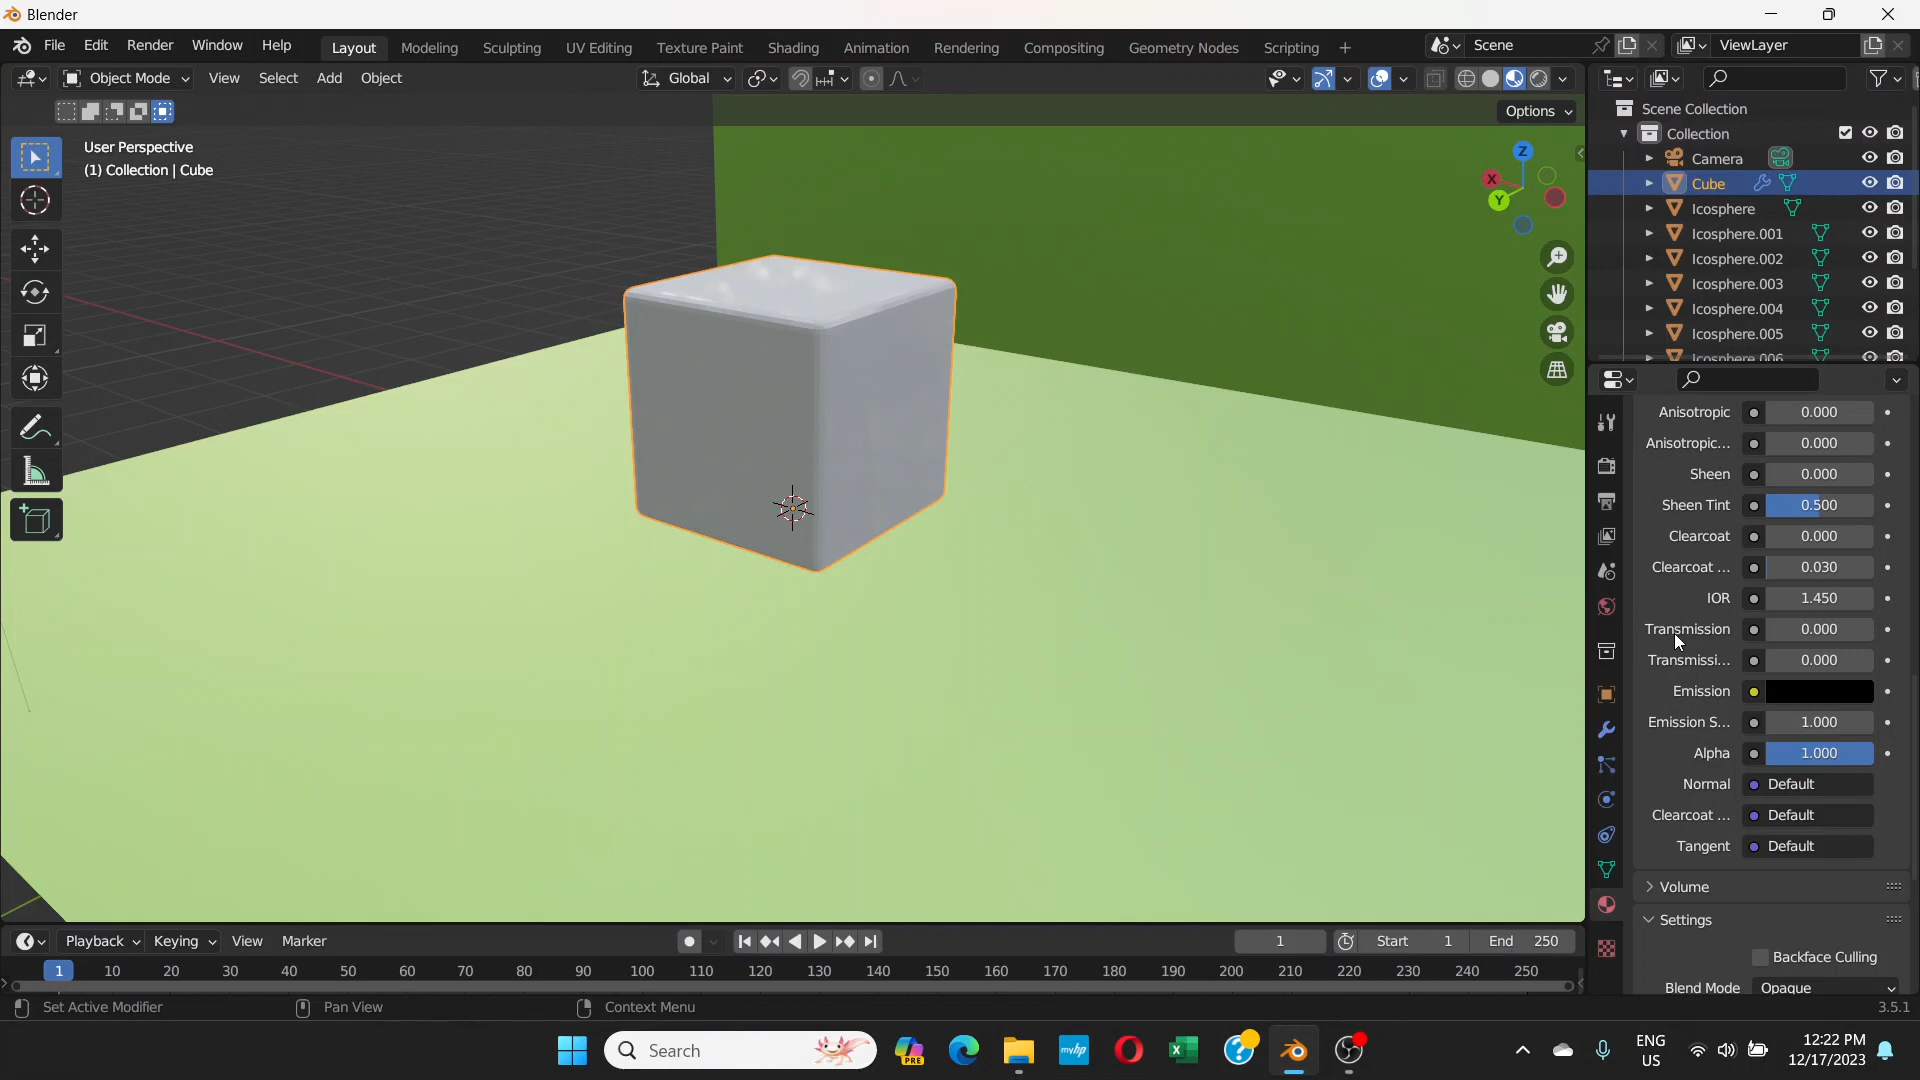 Blender
File Edit Render Window Help Layout Modeling Sculpting UV Editing Texture Paint Shading Animation Rendering Compositing Geometry Nodes Scripting + Scene ViewLayer
Object Mode View Select Add Object Global
Options
User Perspective
(1) Collection | Cube
Z
X
Y
Scene Collection
Collection
Camera
Cube
Icosphere
Icosphere.001
Icosphere.002
Icosphere.003
Icosphere.004
Icosphere.005
Icosphere.006
Anisotropic 0.000
Anisotropic... 0.000
Sheen 0.000
Sheen Tint 0.500
Clearcoat 0.000
Clearcoat ... 0.030
IOR 1.450
Transmission 0.000
Transmissi... 0.000
Emission
Emission S... 1.000
Alpha 1.000
Normal Default
Clearcoat ... Default
Tangent Default
Volume
Settings
Backface Culling
Blend Mode Opaque
Playback Keying View Marker 1 Start 1 End 250
1 10 20 30 40 50 60 70 80 90 100 110 120 130 140 150 160 170 180 190 200 210 220 230 240 250
Set Active Modifier Pan View Context Menu 3.5.1
Search PRE myhp ENG
US
12:22 PM
12/17/2023